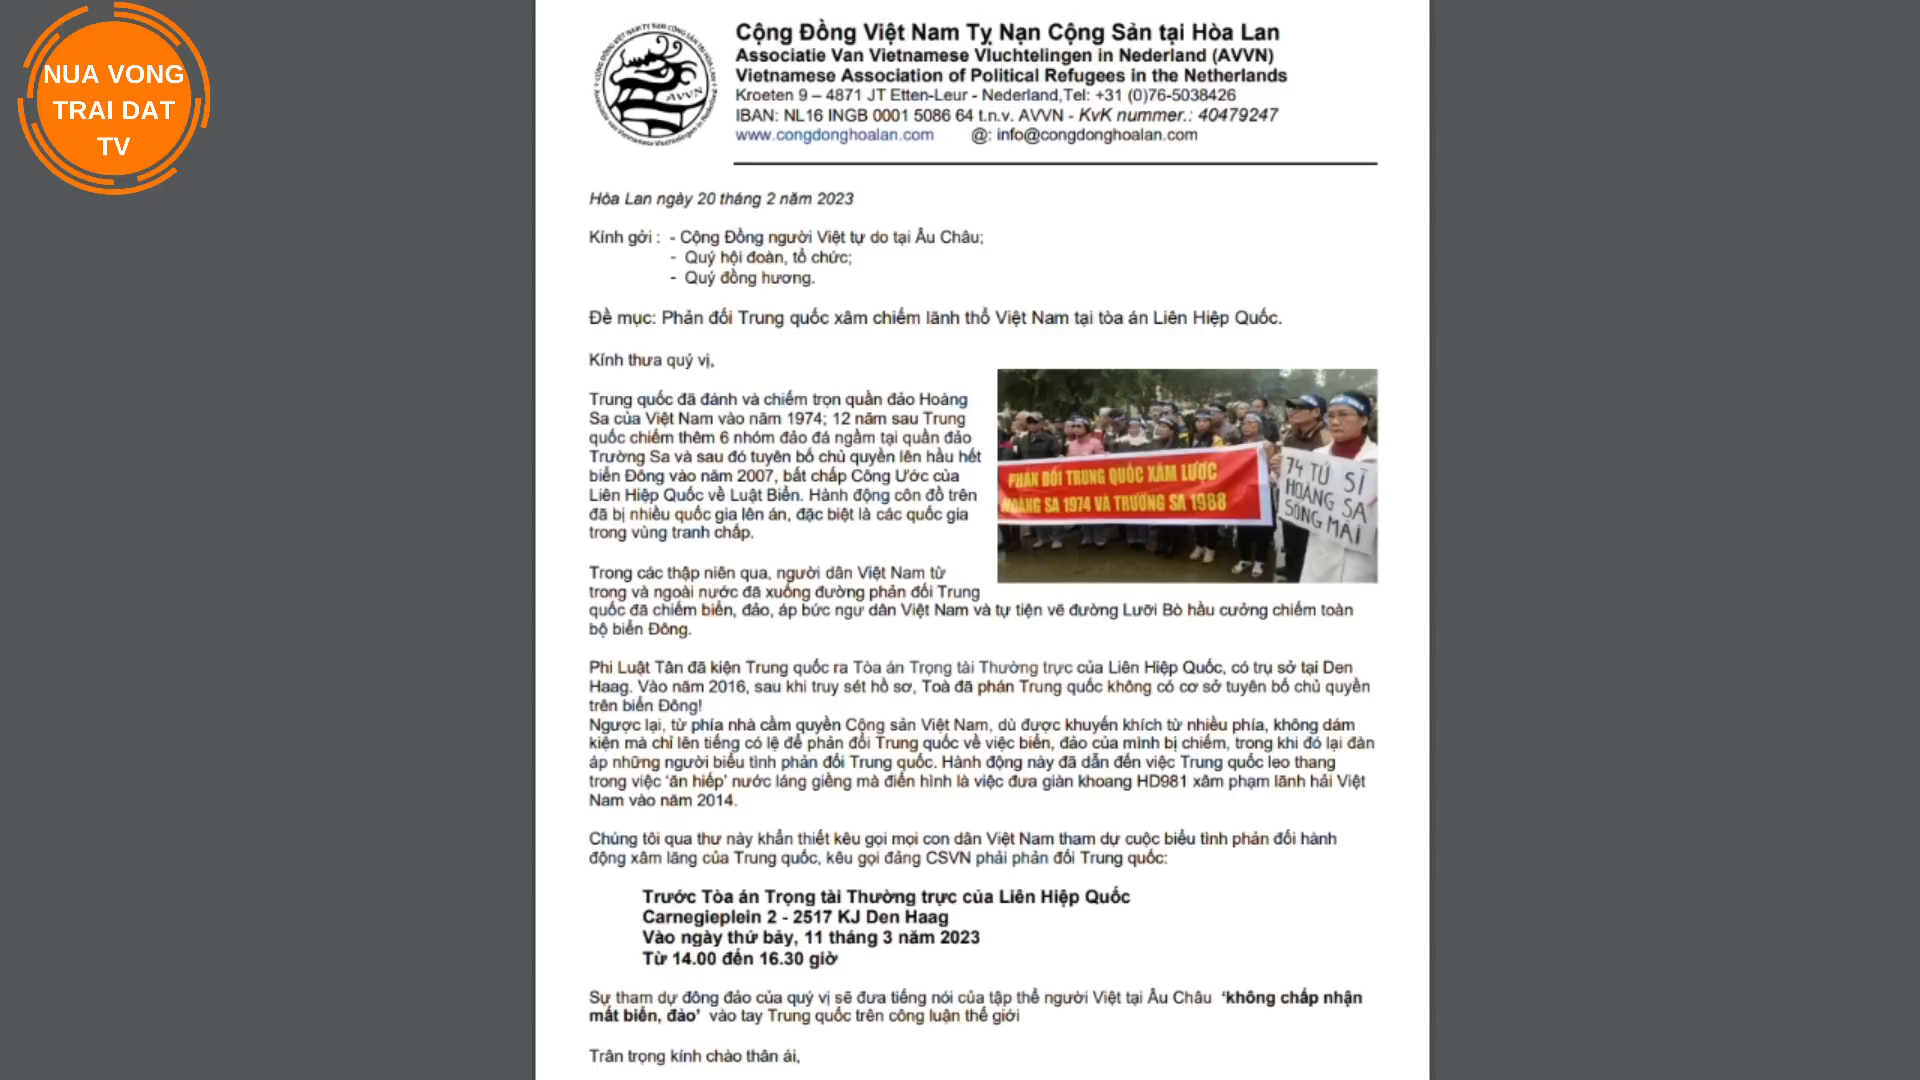 NUA VONG
TRAI DAT
TV
AVVN
Cộng Đồng Việt Nam Tỵ Nạn Cộng Sản tại Hòa Lan
Associatie Van Vietnamese Vluchtelingen in Nederland (AVVN)
Vietnamese Association of Political Refugees in the Netherlands
Kroeten 9 – 4871 JT Etten-Leur - Nederland,Tel: +31 (0)76-5038426
IBAN: NL16 INGB 0001 5086 64 t.n.v. AVVN - KvK nummer.: 40479247
www.congdonghoalan.com @: info@congdonghoalan.com
Hòa Lan ngày 20 tháng 2 năm 2023
Kính gởi : - Cộng Đồng người Việt tự do tại Âu Châu;
- Quý hội đoàn, tổ chức;
- Quý đồng hương.
Đề mục: Phản đối Trung quốc xâm chiếm lãnh thổ Việt Nam tại tòa án Liên Hiệp Quốc.
Kính thưa quý vị,
Trung quốc đã đánh và chiếm trọn quần đảo Hoàng
Sa của Việt Nam vào năm 1974; 12 năm sau Trung
quốc chiếm thêm 6 nhóm đảo đá ngầm tại quần đảo
Trường Sa và sau đó tuyên bố chủ quyền lên hầu hết
biển Đông vào năm 2007, bất chấp Công Ước của
Liên Hiệp Quốc về Luật Biển. Hành động côn đồ trên
đã bị nhiều quốc gia lên án, đặc biệt là các quốc gia
trong vùng tranh chấp.
PHẢN ĐỐI TRUNG QUỐC XÂM LƯỢC
HOÀNG SA 1974 VÀ TRƯỜNG SA 1988
74 TỬ SĨ
HOÀNG SA
SỐNG MÃI
Trong các thập niên qua, người dân Việt Nam từ
trong và ngoài nước đã xuống đường phản đối Trung
quốc đã chiếm biển, đảo, áp bức ngư dân Việt Nam và tự tiện vẽ đường Lưỡi Bò hầu cưởng chiếm toàn
bộ biển Đông.
Phi Luật Tân đã kiện Trung quốc ra Tòa án Trọng tài Thường trực của Liên Hiệp Quốc, có trụ sở tại Den
Haag. Vào năm 2016, sau khi truy sét hồ sơ, Toà đã phán Trung quốc không có cơ sở tuyên bố chủ quyền
trên biển Đông!
Ngược lại, từ phía nhà cầm quyền Cộng sản Việt Nam, dù được khuyến khích từ nhiều phía, không dám
kiện mà chỉ lên tiếng có lệ để phản đối Trung quốc về việc biển, đảo của mình bị chiếm, trong khi đó lại đàn
áp những người biểu tình phản đối Trung quốc. Hành động này đã dẫn đến việc Trung quốc leo thang
trong việc ‘ăn hiếp’ nước láng giềng mà điển hình là việc đưa giàn khoang HD981 xâm phạm lãnh hải Việt
Nam vào năm 2014.
Chúng tôi qua thư này khẩn thiết kêu gọi mọi con dân Việt Nam tham dự cuộc biểu tình phản đối hành
động xâm lăng của Trung quốc, kêu gọi đảng CSVN phải phản đối Trung quốc:
Trước Tòa án Trọng tài Thường trực của Liên Hiệp Quốc
Carnegieplein 2 - 2517 KJ Den Haag
Vào ngày thứ bảy, 11 tháng 3 năm 2023
Từ 14.00 đến 16.30 giờ
Sự tham dự đông đảo của quý vị sẽ đưa tiếng nói của tập thể người Việt tại Âu Châu ‘không chấp nhận
mất biển, đảo’ vào tay Trung quốc trên công luận thế giới
Trân trọng kính chào thân ái,